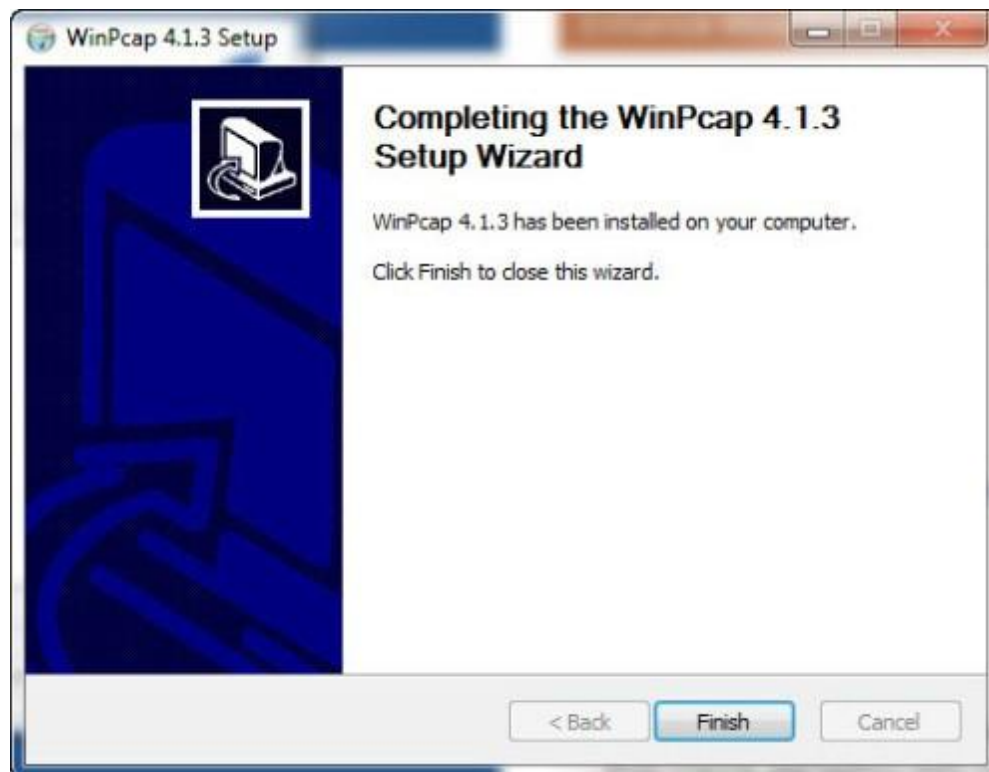 WinPcap 4.1.3 Setup
Completing the WinPcap 4.1.3
Setup Wizard
WinPcap 4.1.3 has been installed on your computer.
Click Finish to close this wizard.
< Back
Finish
Cancel